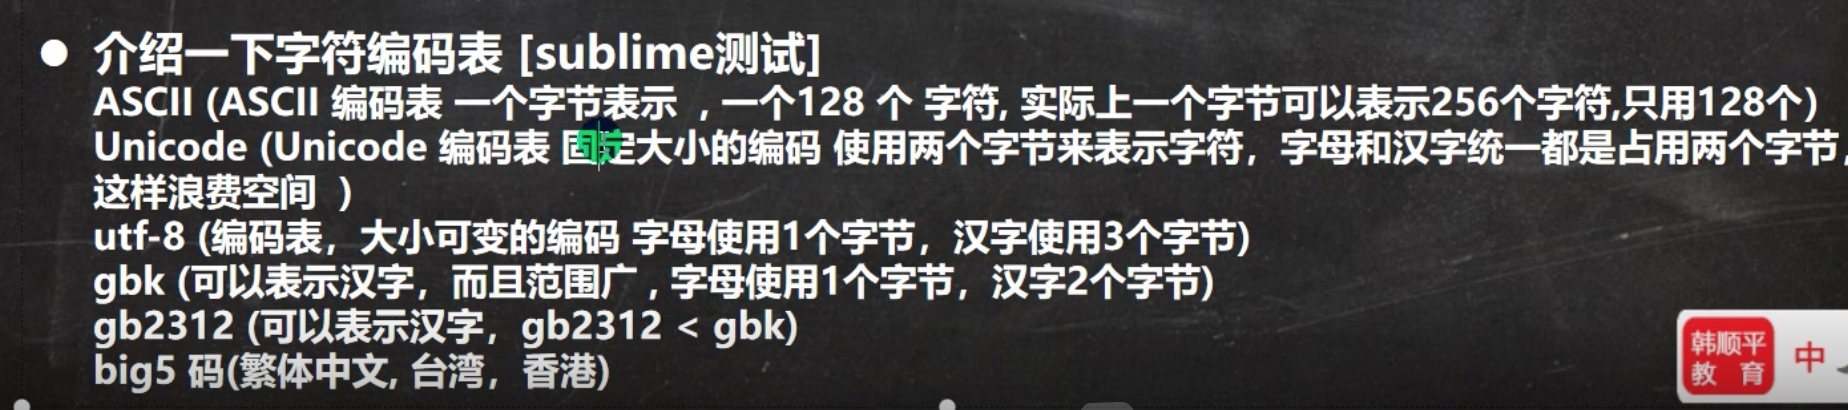 ● 介绍一下字符编码表 [sublime测试]
ASCII (ASCII 编码表 一个字节表示 , 一个128 个 字符, 实际上一个字节可以表示256个字符,只用128个)
Unicode (Unicode 编码表 固定大小的编码 使用两个字节来表示字符，字母和汉字统一都是占用两个字节,
这样浪费空间 )
utf-8 (编码表，大小可变的编码 字母使用1个字节，汉字使用3个字节)
gbk (可以表示汉字，而且范围广 , 字母使用1个字节，汉字2个字节)
gb2312 (可以表示汉字，gb2312 < gbk)
big5 码(繁体中文, 台湾，香港)
韩顺平
教 育
中